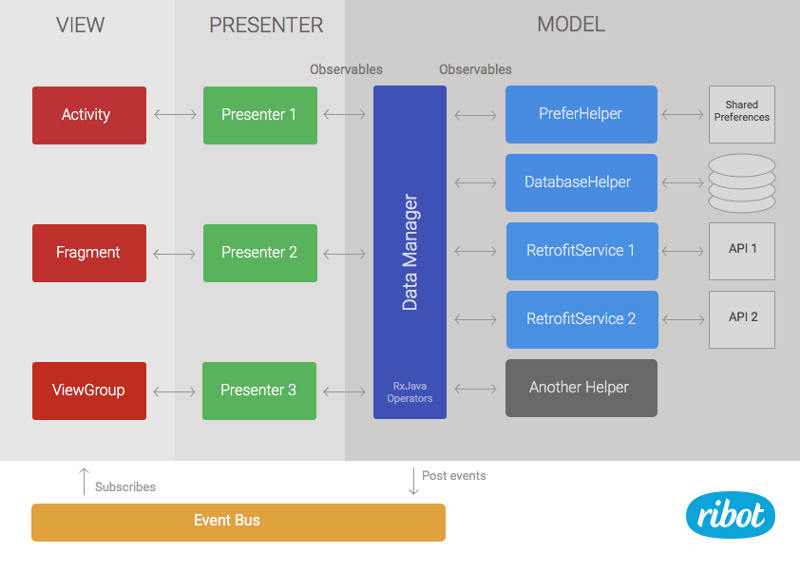 VIEW
PRESENTER
MODEL
Observables
Observables
Activity
Presenter 1
PreferHelper
Shared
Preferences
DatabaseHelper
Fragment
Presenter 2
Data Manager
RetrofitService 1
API 1
RetrofitService 2
API 2
ViewGroup
Presenter 3
RxJava
Operators
Another Helper
Subscribes
Post events
Event Bus
ribot